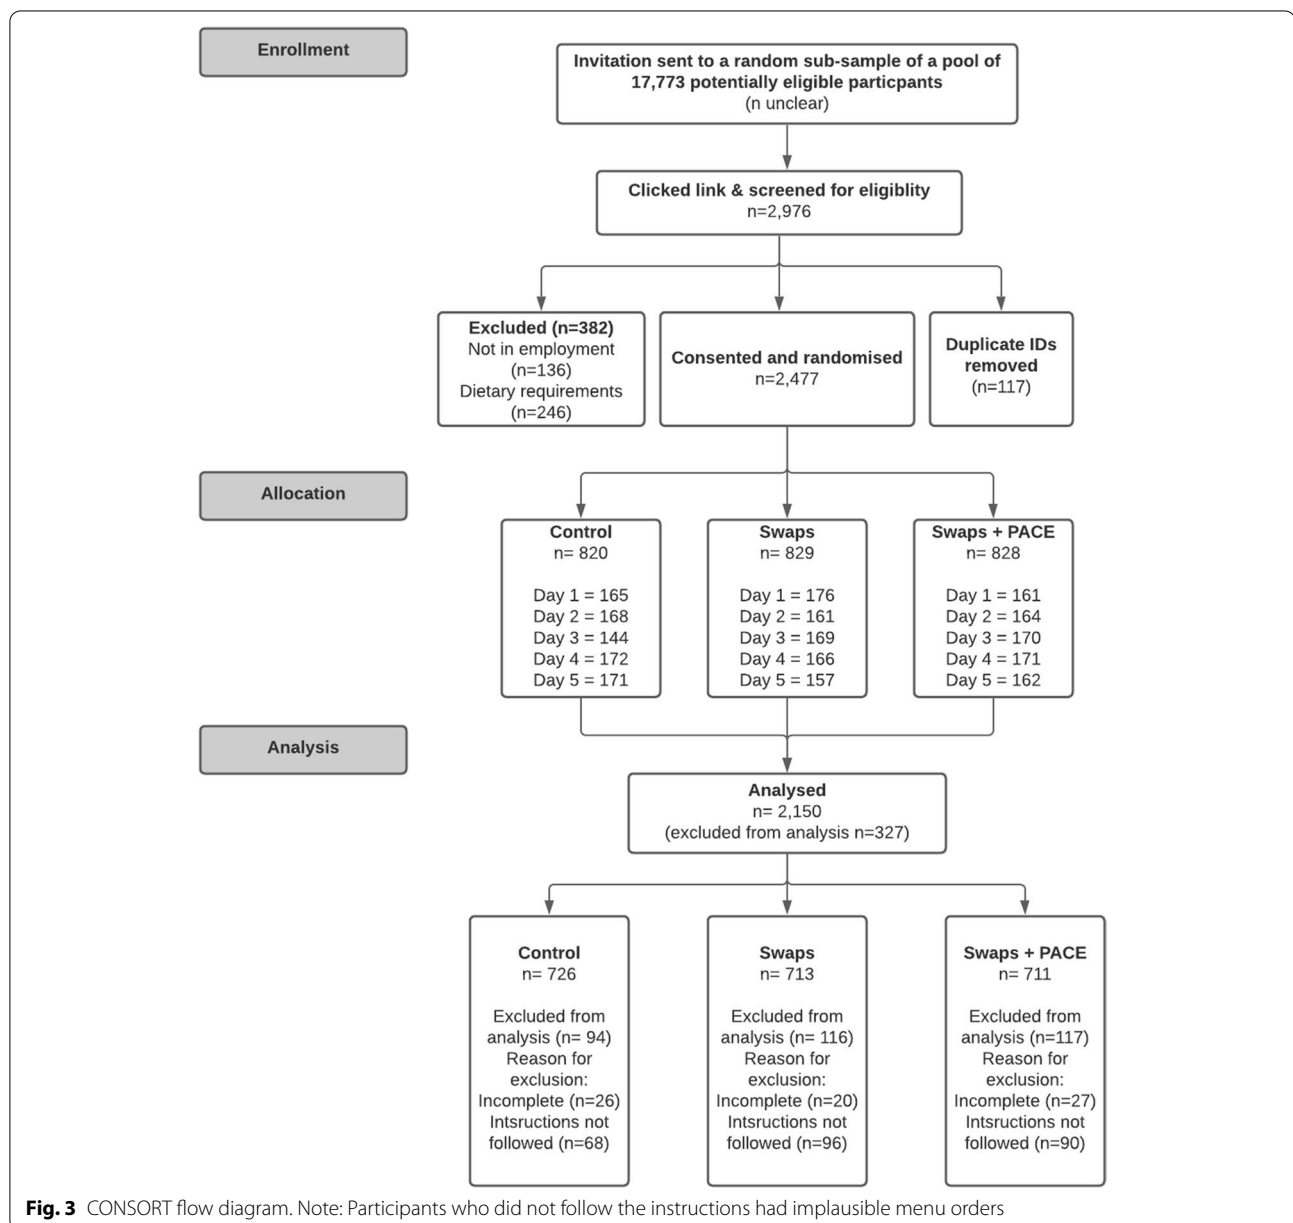 Enrollment
Invitation sent to a random sub-sample of a pool of
17,773 potentially eligible particpants
(n unclear)
Clicked link & screened for eligiblity
n=2,976
Excluded (n=382)
Not in employment
(n=136)
Dietary requirements
(n=246)
Consented and randomised
n=2,477
Duplicate IDs
removed
(n=117)
Allocation
Control
n= 820
Day 1 = 165
Day 2 = 168
Day 3 = 144
Day 4 = 172
Day 5 = 171
Swaps
n= 829
Day 1 = 176
Day 2 = 161
Day 3 = 169
Day 4 = 166
Day 5 = 157
Swaps + PACE
n= 828
Day 1 = 161
Day 2 = 164
Day 3 = 170
Day 4 = 171
Day 5 = 162
Analysis
Analysed
n= 2,150
(excluded from analysis n=327)
Control
n= 726
Excluded from
analysis (n= 94)
Reason for
exclusion:
Incomplete (n=26)
Intsructions not
followed (n=68)
Swaps
n= 713
Excluded from
analysis (n= 116)
Reason for
exclusion:
Incomplete (n=20)
Intsructions not
followed (n=96)
Swaps + PACE
n= 711
Excluded from
analysis (n=117)
Reason for
exclusion:
Incomplete (n=27)
Intsructions not
followed (n=90)
Fig. 3 CONSORT flow diagram. Note: Participants who did not follow the instructions had implausible menu orders